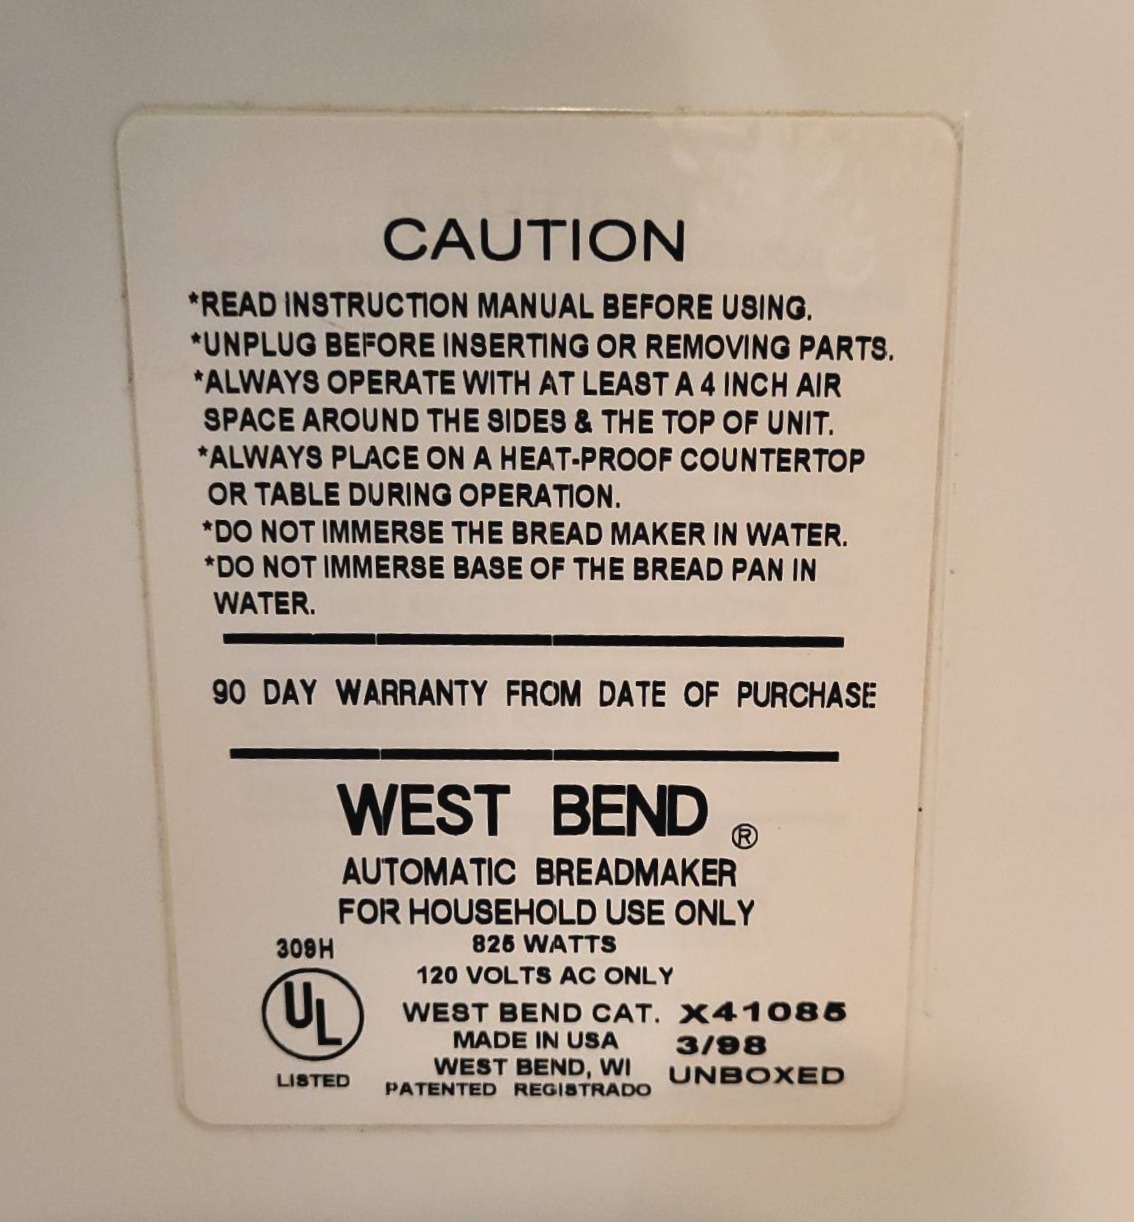 CAUTION
*READ INSTRUCTION MANUAL BEFORE USING.
*UNPLUG BEFORE INSERTING OR REMOVING PARTS.
*ALWAYS OPERATE WITH AT LEAST A 4 INCH AIR
SPACE AROUND THE SIDES & THE TOP OF UNIT.
*ALWAYS PLACE ON A HEAT-PROOF COUNTERTOP
OR TABLE DURING OPERATION.
*DO NOT IMMERSE THE BREAD MAKER IN WATER.
*DO NOT IMMERSE BASE OF THE BREAD PAN IN
WATER.
90 DAY WARRANTY FROM DATE OF PURCHASE
WEST BEND ®
AUTOMATIC BREADMAKER
FOR HOUSEHOLD USE ONLY
309H 825 WATTS
120 VOLTS AC ONLY
UL WEST BEND CAT. X41085
MADE IN USA 3/98
WEST BEND, WI UNBOXED
LISTED PATENTED REGISTRADO